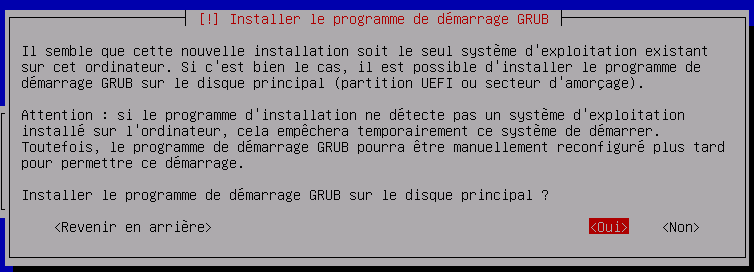 [!] Installer le programme de démarrage GRUB
Il semble que cette nouvelle installation soit le seul système d'exploitation existant
sur cet ordinateur. Si c'est bien le cas, il est possible d'installer le programme de
démarrage GRUB sur le disque principal (partition UEFI ou secteur d'amorçage).
Attention : si le programme d'installation ne détecte pas un système d'exploitation
installé sur l'ordinateur, cela empêchera temporairement ce système de démarrer.
Toutefois, le programme de démarrage GRUB pourra être manuellement reconfiguré plus tard
pour permettre ce démarrage.
Installer le programme de démarrage GRUB sur le disque principal ?
<Revenir en arrière> <Oui> <Non>